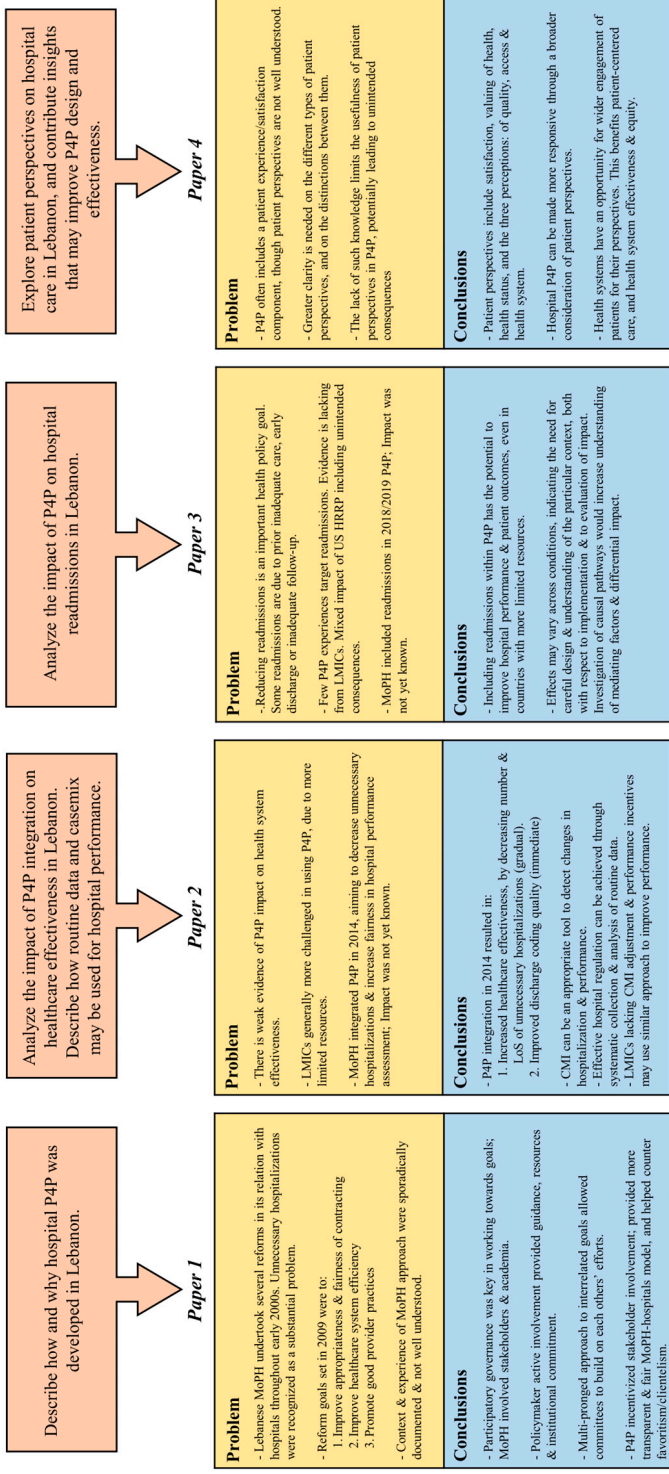 Describe how and why hospital P4P was
developed in Lebanon.
Paper 1
Problem
- Lebanese MoPH undertook several reforms in its relation with
hospitals throughout early 2000s. Unnecessary hospitalizations
were recognized as a substantial problem.
- Reform goals set in 2009 were to:
1. Improve appropriateness & fairness of contracting
2. Improve healthcare system efficiency
3. Promote good provider practices
- Context & experience of MoPH approach were sporadically
documented & not well understood.
Conclusions
- Participatory governance was key in working towards goals;
MoPH involved stakeholders & academia.
- Policymaker active involvement provided guidance, resources
& institutional commitment.
- Multi-pronged approach to interrelated goals allowed
committees to build on each others’ efforts.
- P4P incentivized stakeholder involvement; provided more
transparent & fair MoPH-hospitals model, and helped counter
favoritism/clientelism.
Analyze the impact of P4P integration on
healthcare effectiveness in Lebanon.
Describe how routine data and casemix
may be used for hospital performance.
Paper 2
Problem
- There is weak evidence of P4P impact on health system
effectiveness.
- LMICs generally more challenged in using P4P, due to more
limited resources.
- MoPH integrated P4P in 2014, aiming to decrease unnecessary
hospitalizations & increase fairness in hospital performance
assessment; Impact was not yet known.
Conclusions
- P4P integration in 2014 resulted in:
1. Increased healthcare effectiveness, by decreasing number &
LoS of unnecessary hospitalizations (gradual).
2. Improved discharge coding quality (immediate)
- CMI can be an appropriate tool to detect changes in
hospitalization & performance.
- Effective hospital regulation can be achieved through
systematic collection & analysis of routine data.
- LMICs lacking CMI adjustment & performance incentives
may use similar approach to improve performance.
Analyze the impact of P4P on hospital
readmissions in Lebanon.
Paper 3
Problem
-.Reducing readmissions is an important health policy goal.
Some readmissions are due to prior inadequate care, early
discharge or inadequate follow-up.
- Few P4P experiences target readmissions. Evidence is lacking
from LMICs. Mixed impact of US HRRP including unintended
consequences.
- MoPH included readmissions in 2018/2019 P4P; Impact was
not yet known.
Conclusions
- Including readmissions within P4P has the potential to
improve hospital performance & patient outcomes, even in
countries with more limited resources.
- Effects may vary across conditions, indicating the need for
careful design & understanding of the particular context, both
with respect to implementation & to evaluation of impact.
Investigation of causal pathways would increase understanding
of mediating factors & differential impact.
Explore patient perspectives on hospital
care in Lebanon, and contribute insights
that may improve P4P design and
effectiveness.
Paper 4
Problem
- P4P often includes a patient experience/satisfaction
component, though patient perspectives are not well understood.
- Greater clarity is needed on the different types of patient
perspectives, and on the distinctions between them.
- The lack of such knowledge limits the usefulness of patient
perspectives in P4P, potentially leading to unintended
consequences
Conclusions
- Patient perspectives include satisfaction, valuing of health,
health status, and the three perceptions: of quality, access &
health system.
- Hospital P4P can be made more responsive through a broader
consideration of patient perspectives.
- Health systems have an opportunity for wider engagement of
patients for their perspectives. This benefits patient-centered
care, and health system effectiveness & equity.